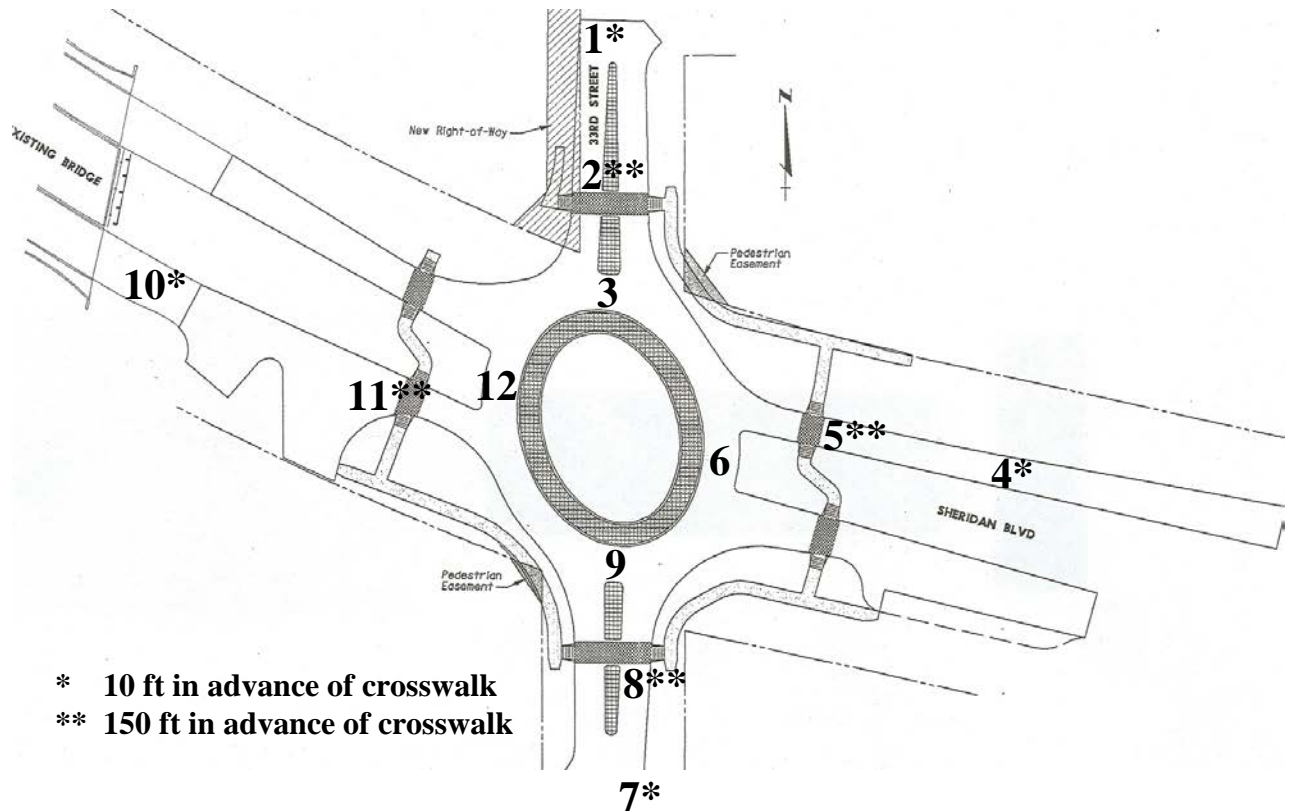 1*
33RD STREET
N
New Right-of-Way
EXISTING BRIDGE
2**
Pedestrian
Easement
10*
3
11**
12
5**
6
4*
SHERIDAN BLVD
9
Pedestrian
Easement
8**
* 10 ft in advance of crosswalk
** 150 ft in advance of crosswalk
7*